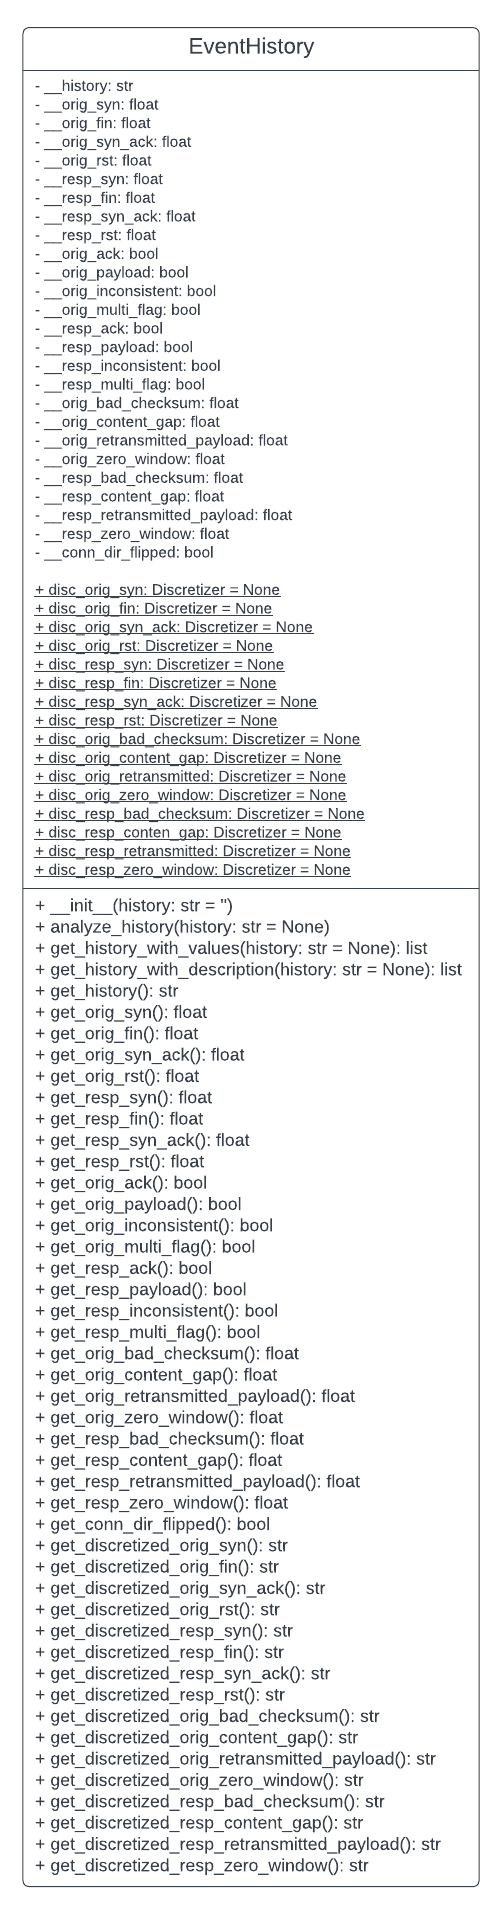 EventHistory
- __history: str
- __orig_syn: float
- __orig_fin: float
- __orig_syn_ack: float
- __orig_rst: float
- __resp_syn: float
- __resp_fin: float
- __resp_syn_ack: float
- __resp_rst: float
- __orig_ack: bool
- __orig_payload: bool
- __orig_inconsistent: bool
- __orig_multi_flag: bool
- __resp_ack: bool
- __resp_payload: bool
- __resp_inconsistent: bool
- __resp_multi_flag: bool
- __orig_bad_checksum: float
- __orig_content_gap: float
- __orig_retransmitted_payload: float
- __orig_zero_window: float
- __resp_bad_checksum: float
- __resp_content_gap: float
- __resp_retransmitted_payload: float
- __resp_zero_window: float
- __conn_dir_flipped: bool
+ disc_orig_syn: Discretizer = None
+ disc_orig_fin: Discretizer = None
+ disc_orig_syn_ack: Discretizer = None
+ disc_orig_rst: Discretizer = None
+ disc_resp_syn: Discretizer = None
+ disc_resp_fin: Discretizer = None
+ disc_resp_syn_ack: Discretizer = None
+ disc_resp_rst: Discretizer = None
+ disc_orig_bad_checksum: Discretizer = None
+ disc_orig_content_gap: Discretizer = None
+ disc_orig_retransmitted: Discretizer = None
+ disc_orig_zero_window: Discretizer = None
+ disc_resp_bad_checksum: Discretizer = None
+ disc_resp_conten_gap: Discretizer = None
+ disc_resp_retransmitted: Discretizer = None
+ disc_resp_zero_window: Discretizer = None
+ __init__(history: str = '')
+ analyze_history(history: str = None)
+ get_history_with_values(history: str = None): list
+ get_history_with_description(history: str = None): list
+ get_history(): str
+ get_orig_syn(): float
+ get_orig_fin(): float
+ get_orig_syn_ack(): float
+ get_orig_rst(): float
+ get_resp_syn(): float
+ get_resp_fin(): float
+ get_resp_syn_ack(): float
+ get_resp_rst(): float
+ get_orig_ack(): bool
+ get_orig_payload(): bool
+ get_orig_inconsistent(): bool
+ get_orig_multi_flag(): bool
+ get_resp_ack(): bool
+ get_resp_payload(): bool
+ get_resp_inconsistent(): bool
+ get_resp_multi_flag(): bool
+ get_orig_bad_checksum(): float
+ get_orig_content_gap(): float
+ get_orig_retransmitted_payload(): float
+ get_orig_zero_window(): float
+ get_resp_bad_checksum(): float
+ get_resp_content_gap(): float
+ get_resp_retransmitted_payload(): float
+ get_resp_zero_window(): float
+ get_conn_dir_flipped(): bool
+ get_discretized_orig_syn(): str
+ get_discretized_orig_fin(): str
+ get_discretized_orig_syn_ack(): str
+ get_discretized_orig_rst(): str
+ get_discretized_resp_syn(): str
+ get_discretized_resp_fin(): str
+ get_discretized_resp_syn_ack(): str
+ get_discretized_resp_rst(): str
+ get_discretized_orig_bad_checksum(): str
+ get_discretized_orig_content_gap(): str
+ get_discretized_orig_retransmitted_payload(): str
+ get_discretized_orig_zero_window(): str
+ get_discretized_resp_bad_checksum(): str
+ get_discretized_resp_content_gap(): str
+ get_discretized_resp_retransmitted_payload(): str
+ get_discretized_resp_zero_window(): str